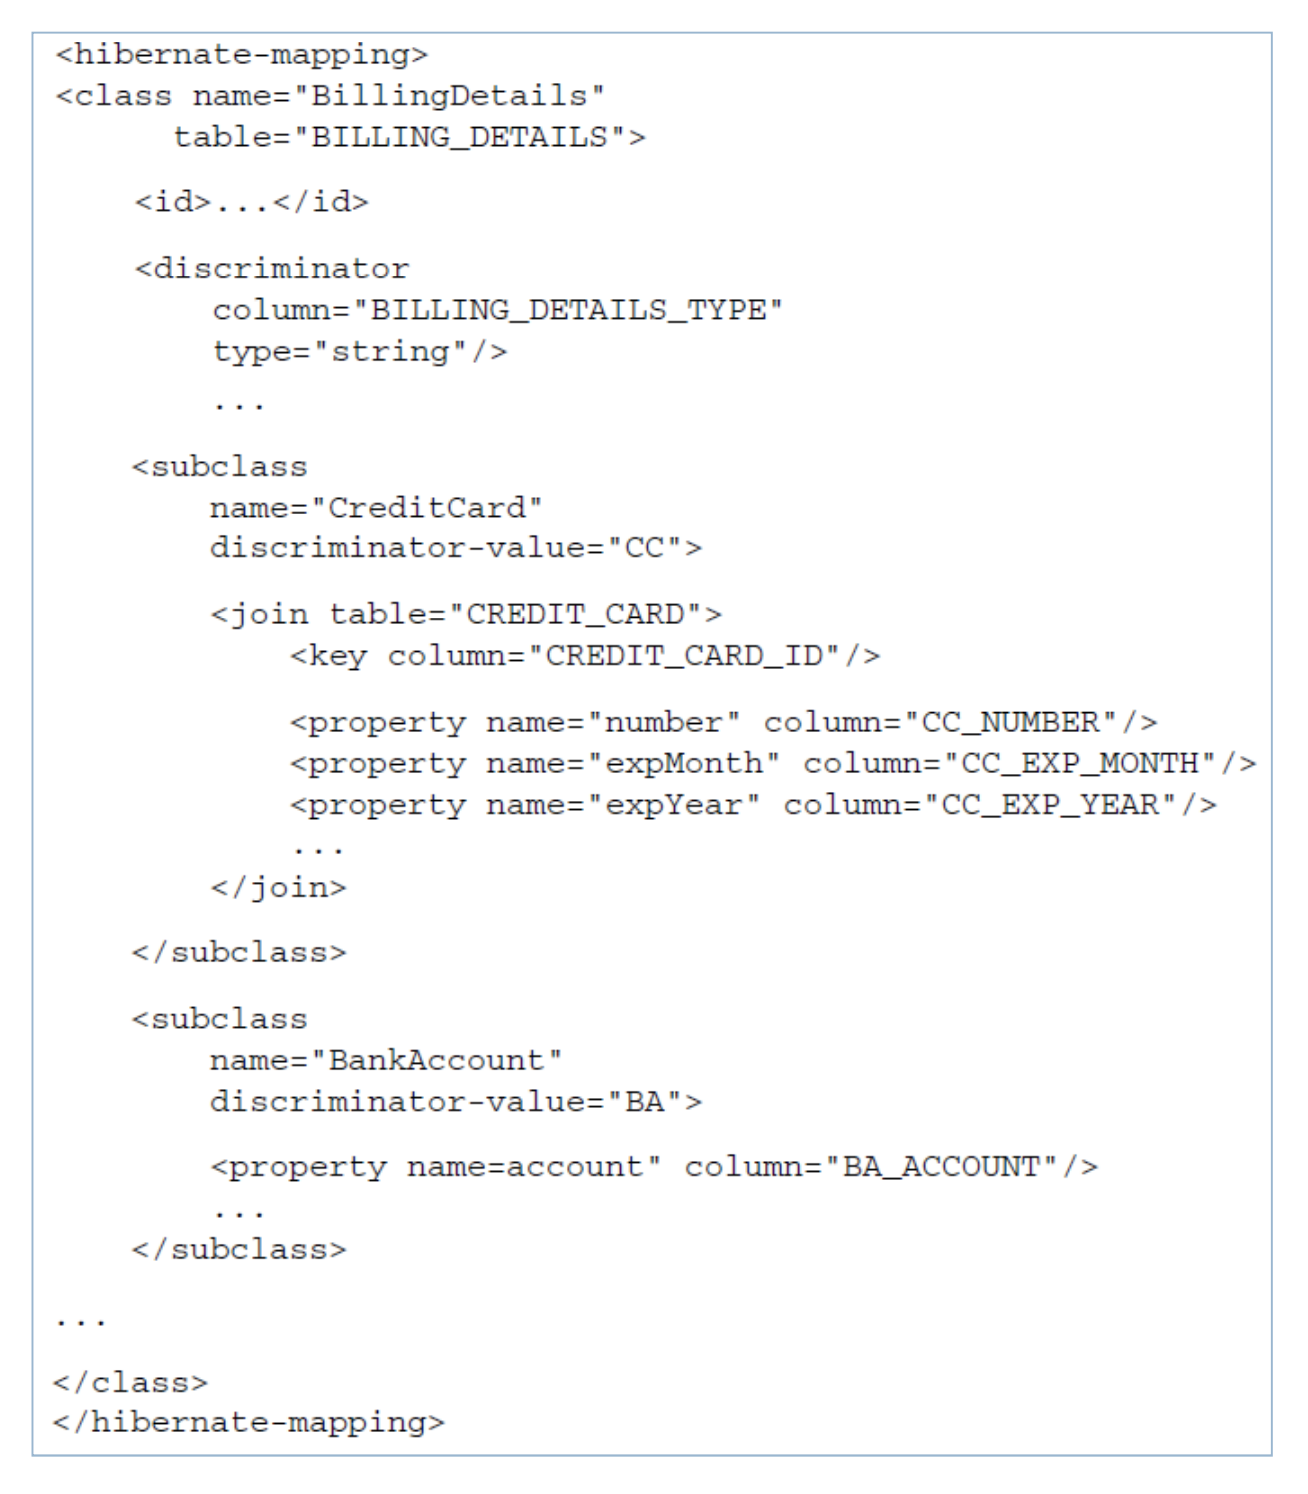 <hibernate-mapping>
<class name="BillingDetails"
table="BILLING_DETAILS">
<id>...</id>
<discriminator
column="BILLING_DETAILS_TYPE"
type="string"/>
...
<subclass
name="CreditCard"
discriminator-value="CC">
<join table="CREDIT_CARD">
<key column="CREDIT_CARD_ID"/>
<property name="number" column="CC_NUMBER"/>
<property name="expMonth" column="CC_EXP_MONTH"/>
<property name="expYear" column="CC_EXP_YEAR"/>
...
</join>
</subclass>
<subclass
name="BankAccount"
discriminator-value="BA">
<property name=account" column="BA_ACCOUNT"/>
...
</subclass>
...
</class>
</hibernate-mapping>